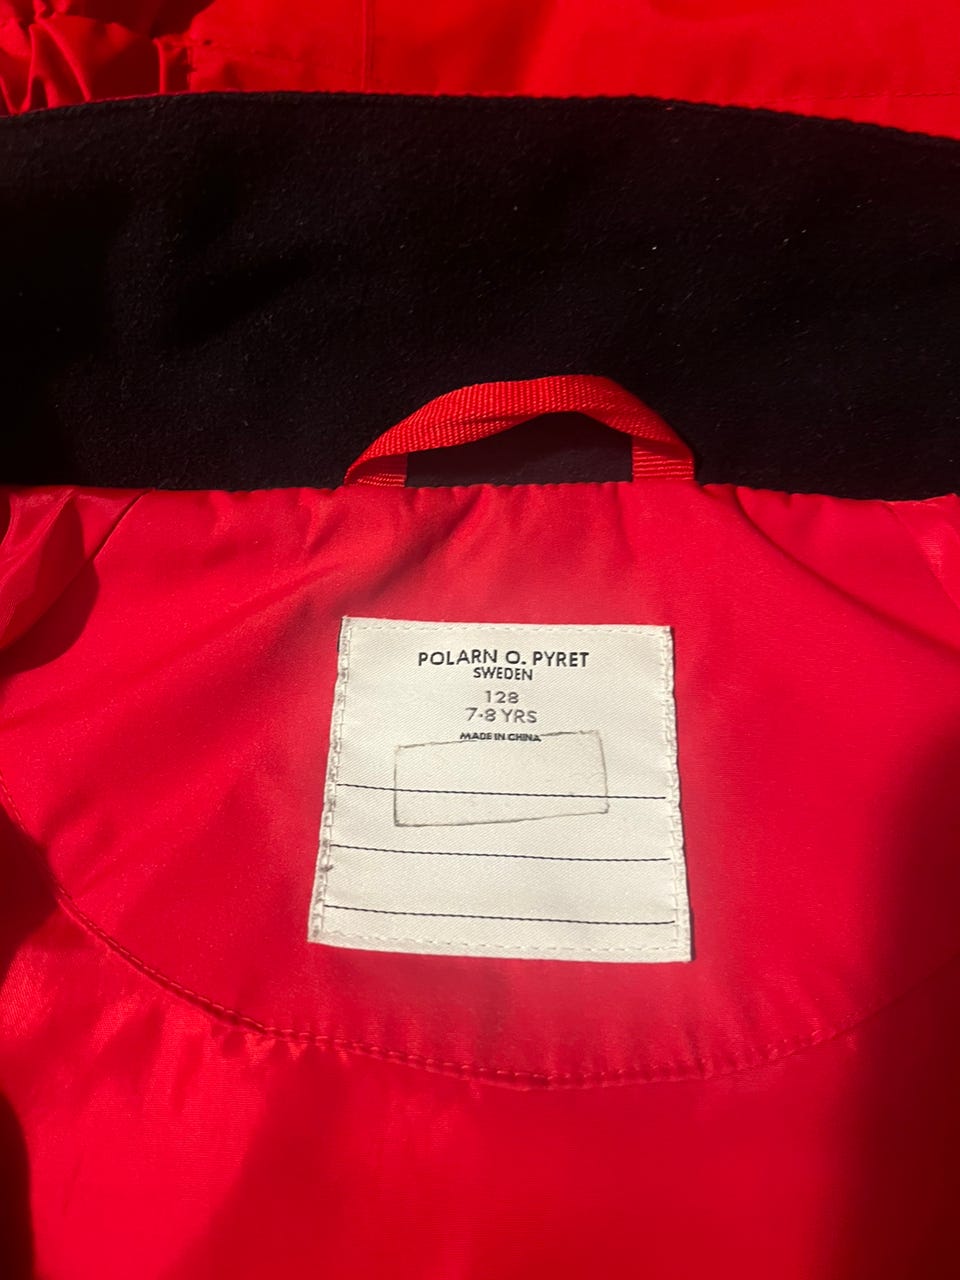 POLARN O. PYRET
SWEDEN
128
7-8 YRS
MADE IN CHINA